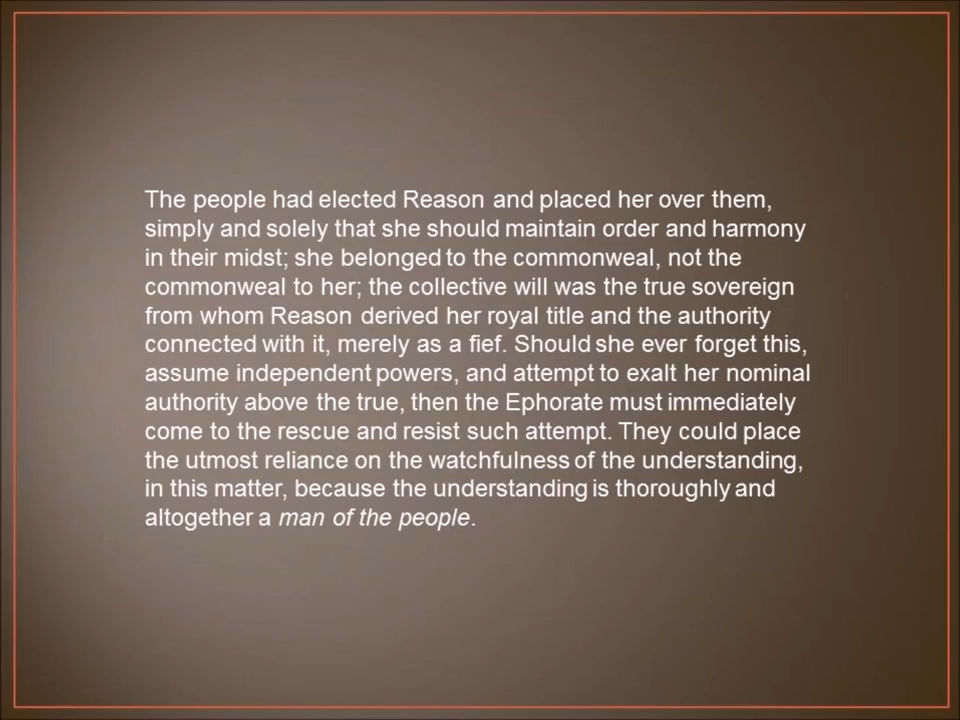 The people had elected Reason and placed her over them,
simply and solely that she should maintain order and harmony
in their midst; she belonged to the commonweal, not the
commonweal to her; the collective will was the true sovereign
from whom Reason derived her royal title and the authority
connected with it, merely as a fief. Should she ever forget this,
assume independent powers, and attempt to exalt her nominal
authority above the true, then the Ephorate must immediately
come to the rescue and resist such attempt. They could place
the utmost reliance on the watchfulness of the understanding,
in this matter, because the understanding is thoroughly and
altogether a man of the people.